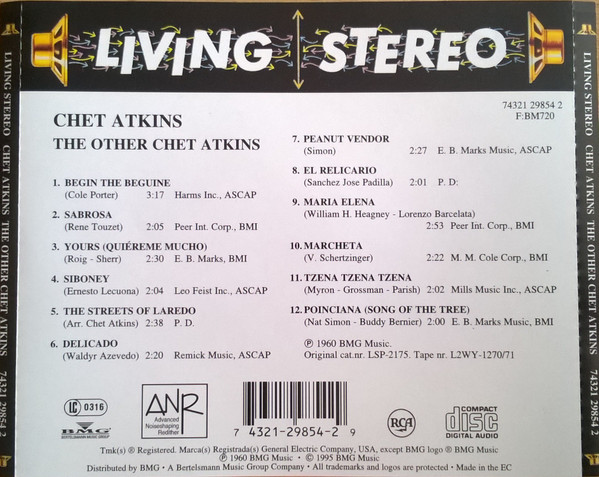 LIVING STEREO
CHET ATKINS
THE OTHER CHET ATKINS
1. BEGIN THE BEGUINE
(Cole Porter) 3:17 Harms Inc., ASCAP
2. SABROSA
(Rene Touzet) 2:05 Peer Int. Corp., BMI
3. YOURS (QUIÉREME MUCHO)
(Roig - Sherr) 2:30 E. B. Marks, BMI
4. SIBONEY
(Ernesto Lecuona) 2:04 Leo Feist Inc., ASCAP
5. THE STREETS OF LAREDO
(Arr. Chet Atkins) 2:38 P. D.
6. DELICADO
(Waldyr Azevedo) 2:20 Remick Music, ASCAP
74321 29854 2
F:BM720
7. PEANUT VENDOR
(Simon) 2:27 E. B. Marks Music, ASCAP
8. EL RELICARIO
(Sanchez Jose Padilla) 2:01 P. D:
9. MARIA ELENA
(William H. Heagney - Lorenzo Barcelata)
2:53 Peer Int. Corp., BMI
10. MARCHETA
(V. Schertzinger) 2:22 M. M. Cole Corp., BMI
11. TZENA TZENA TZENA
(Myron - Grossman - Parish) 2:02 Mills Music Inc., ASCAP
12. POINCIANA (SONG OF THE TREE)
(Nat Simon - Buddy Bernier) 2:00 E. B. Marks Music, BMI
℗ 1960 BMG Music.
Original cat.nr. LSP-2175. Tape nr. L2WY-1270/71
LC 0316
BMG
BERTELSMANN MUSIC GROUP
ANR
Advanced
Noiseshaping
Redither
7 4321-29854-2 9
RCA
COMPACT
disc
DIGITAL AUDIO
Tmk(s) ® Registered. Marca(s) Registrada(s) General Electric Company, USA, except BMG logo ® BMG Music
℗ 1960 BMG Music • © 1995 BMG Music
Distributed by BMG • A Bertelsmann Music Group Company • All trademarks and logos are protected • Made in the EC
LIVING STEREO CHET ATKINS THE OTHER CHET ATKINS 74321 29854 2
LIVING STEREO CHET ATKINS THE OTHER CHET ATKINS 74321 29854 2